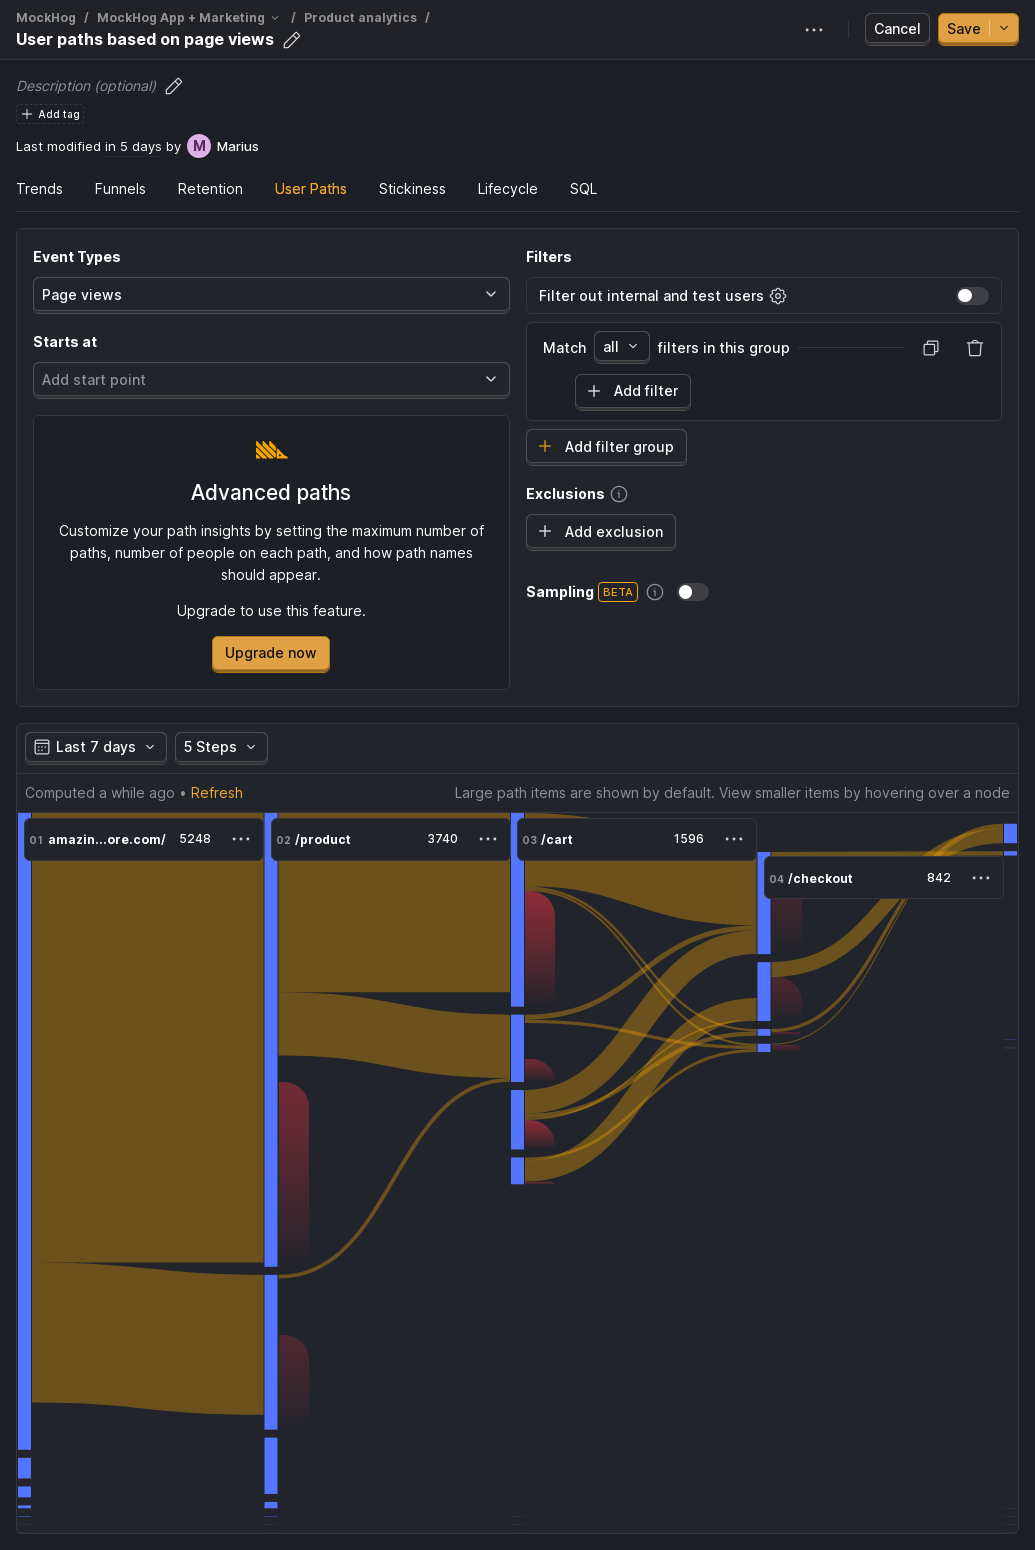 MockHog / MockHog App + Marketing / Product analytics /
User paths based on page views
Cancel
Save
Description (optional)
Add tag
Last modified in 5 days by M Marius
Trends Funnels Retention User Paths Stickiness Lifecycle SQL
Event Types
Page views
Starts at
Add start point
Advanced paths
Customize your path insights by setting the maximum number of
paths, number of people on each path, and how path names
should appear.
Upgrade to use this feature.
Upgrade now
Filters
Filter out internal and test users
Match all filters in this group
Add filter
Add filter group
Exclusions
Add exclusion
Sampling BETA
Last 7 days 5 Steps
Computed a while ago • Refresh
Large path items are shown by default. View smaller items by hovering over a node
01 amazin...ore.com/ 5248
02 /product 3740
03 /cart 1596
04 /checkout 842